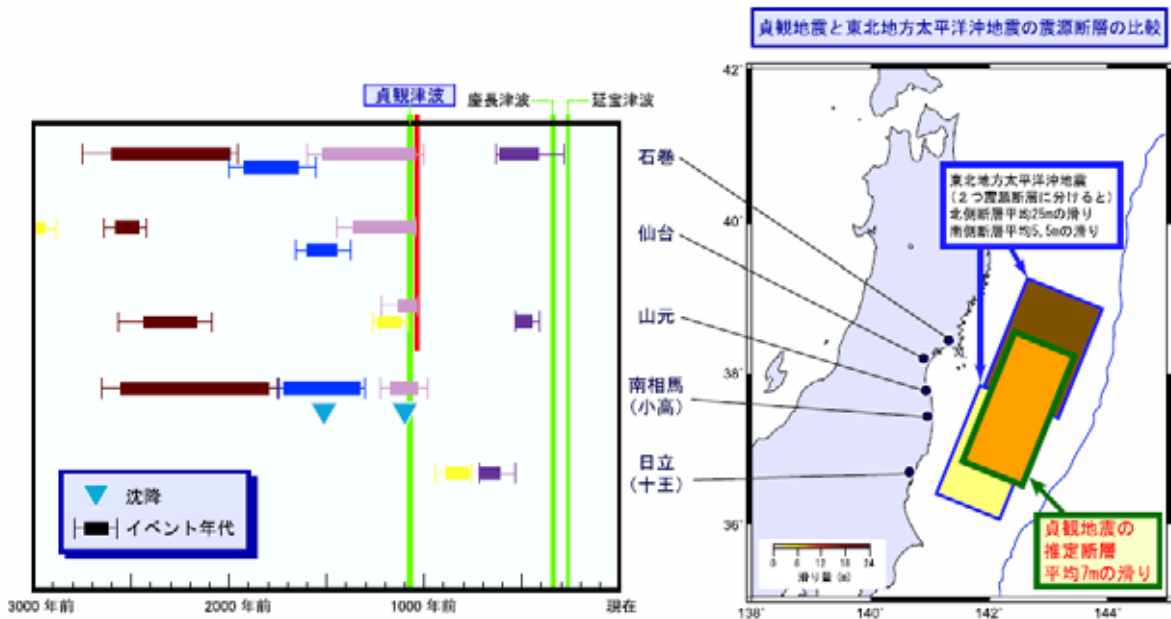 貞観地震と東北地方太平洋沖地震の震源断層の比較
貞観津波
慶長津波
延宝津波
石巻
仙台
山元
南相馬
(小高)
日立
(十王)
沈降
イベント年代
3000 年前
2000 年前
1000 年前
現在
42゜
40゜
38゜
36゜
138゜
140゜
142゜
144゜
東北地方太平洋沖地震
(2つ震源断層に分けると)
北側断層平均25mの滑り
南側断層平均5.5mの滑り
0 6 12 18 24
滑り量 (m)
貞観地震の
推定断層
平均7mの滑り